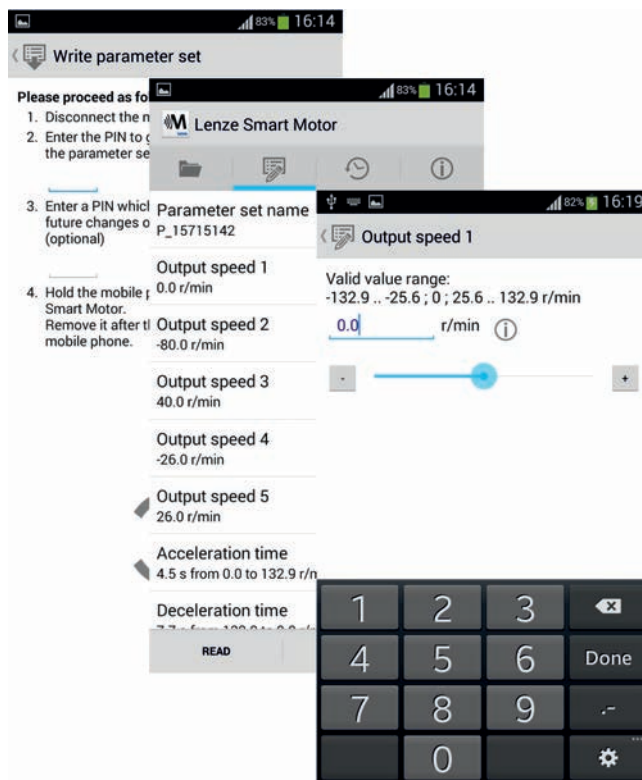 83% 16:14
Write parameter set
Please proceed as fo
1. Disconnect the
2. Enter the PIN to
the parameter se
3. Enter a PIN which
future changes o
(optional)
4. Hold the mobile
Smart Motor.
Remove it after
mobile phone.
83% 16:14
M Lenze Smart Motor
Parameter set name
P_15715142
Output speed 1
0.0 r/min
Output speed 2
-80.0 r/min
Output speed 3
40.0 r/min
Output speed 4
-26.0 r/min
Output speed 5
26.0 r/min
Acceleration time
4.5 s from 0.0 to 132.9 r/m
Deceleration time
READ
82% 16:19
Output speed 1
Valid value range:
-132.9 .. -25.6 ; 0 ; 25.6 .. 132.9 r/min
0.0 r/min
- +
1 2 3
4 5 6 Done
7 8 9 .-
0